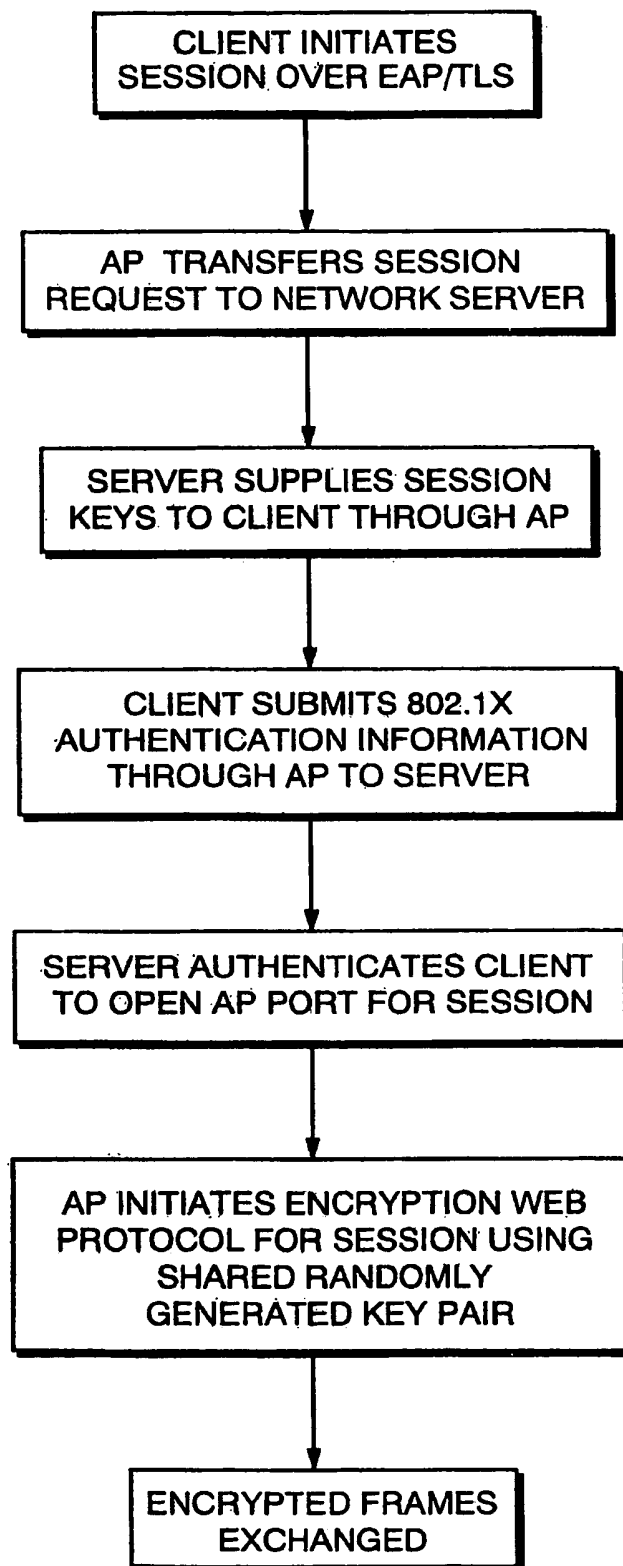 CLIENT INITIATES
SESSION OVER EAP/TLS
AP TRANSFERS SESSION
REQUEST TO NETWORK SERVER
SERVER SUPPLIES SESSION
KEYS TO CLIENT THROUGH AP
CLIENT SUBMITS 802.1X
AUTHENTICATION INFORMATION
THROUGH AP TO SERVER
SERVER AUTHENTICATES CLIENT
TO OPEN AP PORT FOR SESSION
AP INITIATES ENCRYPTION WEB
PROTOCOL FOR SESSION USING
SHARED RANDOMLY
GENERATED KEY PAIR
ENCRYPTED FRAMES
EXCHANGED